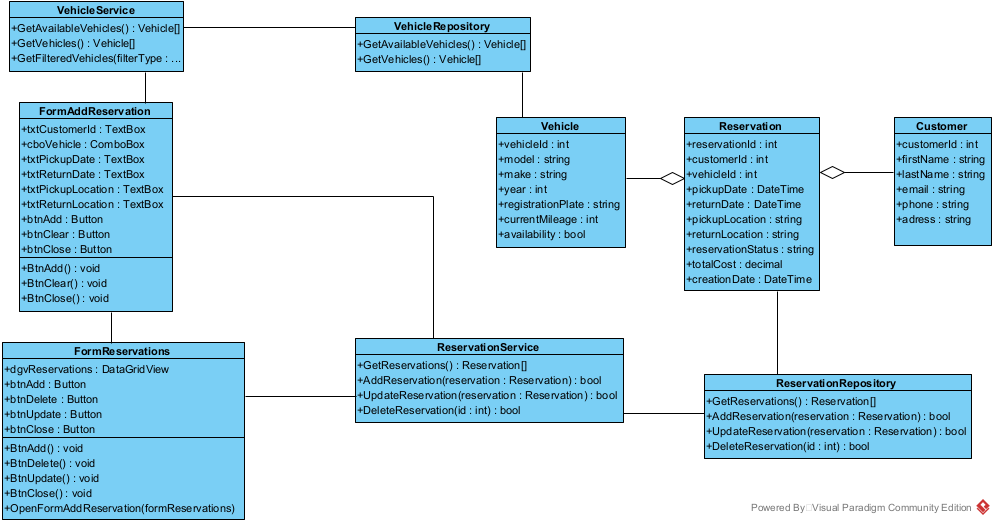 VehicleService
+GetAvailableVehicles() : Vehicle[]
+GetVehicles() : Vehicle[]
+GetFilteredVehicles(filterType : ...
VehicleRepository
+GetAvailableVehicles() : Vehicle[]
+GetVehicles() : Vehicle[]
FormAddReservation
+txtCustomerId : TextBox
+cboVehicle : ComboBox
+txtPickupDate : TextBox
+txtReturnDate : TextBox
+txtPickupLocation : TextBox
+txtReturnLocation : TextBox
+btnAdd : Button
+btnClear : Button
+btnClose : Button
+BtnAdd() : void
+BtnClear() : void
+BtnClose() : void
Vehicle
+vehicleId : int
+model : string
+make : string
+year : int
+registrationPlate : string
+currentMileage : int
+availability : bool
Reservation
+reservationId : int
+customerId : int
+vehicleId : int
+pickupDate : DateTime
+returnDate : DateTime
+pickupLocation : string
+returnLocation : string
+reservationStatus : string
+totalCost : decimal
+creationDate : DateTime
Customer
+customerId : int
+firstName : string
+lastName : string
+email : string
+phone : string
+adress : string
FormReservations
+dgvReservations : DataGridView
+btnAdd : Button
+btnDelete : Button
+btnUpdate : Button
+btnClose : Button
+BtnAdd() : void
+BtnDelete() : void
+BtnUpdate() : void
+BtnClose() : void
+OpenFormAddReservation(formReservations)
ReservationService
+GetReservations() : Reservation[]
+AddReservation(reservation : Reservation) : bool
+UpdateReservation(reservation : Reservation) : bool
+DeleteReservation(id : int) : bool
ReservationRepository
+GetReservations() : Reservation[]
+AddReservation(reservation : Reservation) : bool
+UpdateReservation(reservation : Reservation) : bool
+DeleteReservation(id : int) : bool
Powered By Visual Paradigm Community Edition